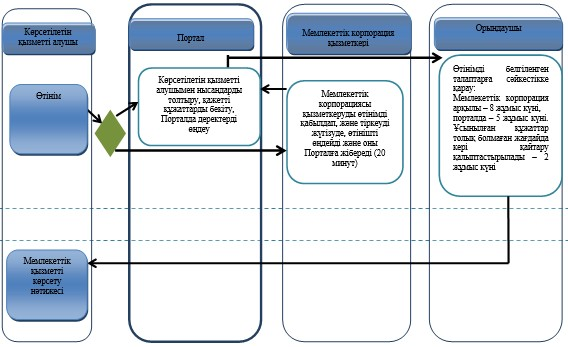 Көрсетілетін
қызметті алушы
Портал
Мемлекеттік корпорация
қызметкері
Орындаушы
Өтінім
Көрсетілетін қызметті
алушымен нысандарды
толтыру, қажетті
құжаттарды бекіту,
Порталда деректерді
өңдеу
Мемлекеттік
корпорациясы
қызметкеруды өтінімді
қабылдап, және тіркеуді
жүгізуде, өтінішті
өңдейді және оны
Порталға жібереді (20
минут)
Өтінімді белгіленген
талаптарға сәйкестікке
қарау:
Мемлекеттік корпорация
арқылы – 8 жұмыс күні,
порталда – 5 жұмыс күні.
Ұсынылған құжаттар
толық болмаған жағдайда
кері қайтару
қалыптастырылады – 2
жұмыс күні
Мемлекеттік
қызметті
көрсету
нәтижесі